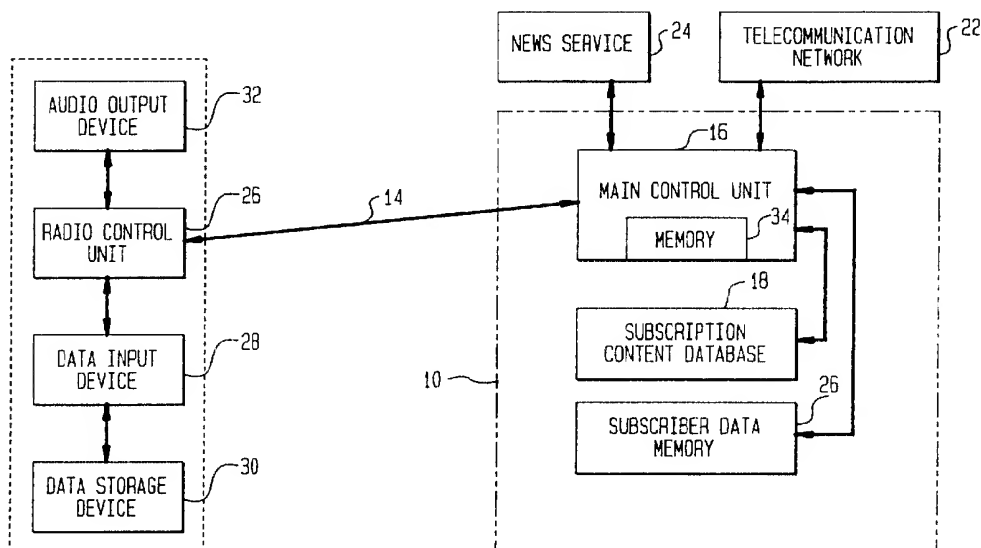 NEWS SERVICE
24
TELECOMMUNICATION
NETWORK
22
AUDIO OUTPUT
DEVICE
32
RADIO CONTROL
UNIT
26
14
16
MAIN CONTROL UNIT
MEMORY
34
DATA INPUT
DEVICE
28
18
SUBSCRIPTION
CONTENT DATABASE
10
SUBSCRIBER DATA
MEMORY
26
DATA STORAGE
DEVICE
30